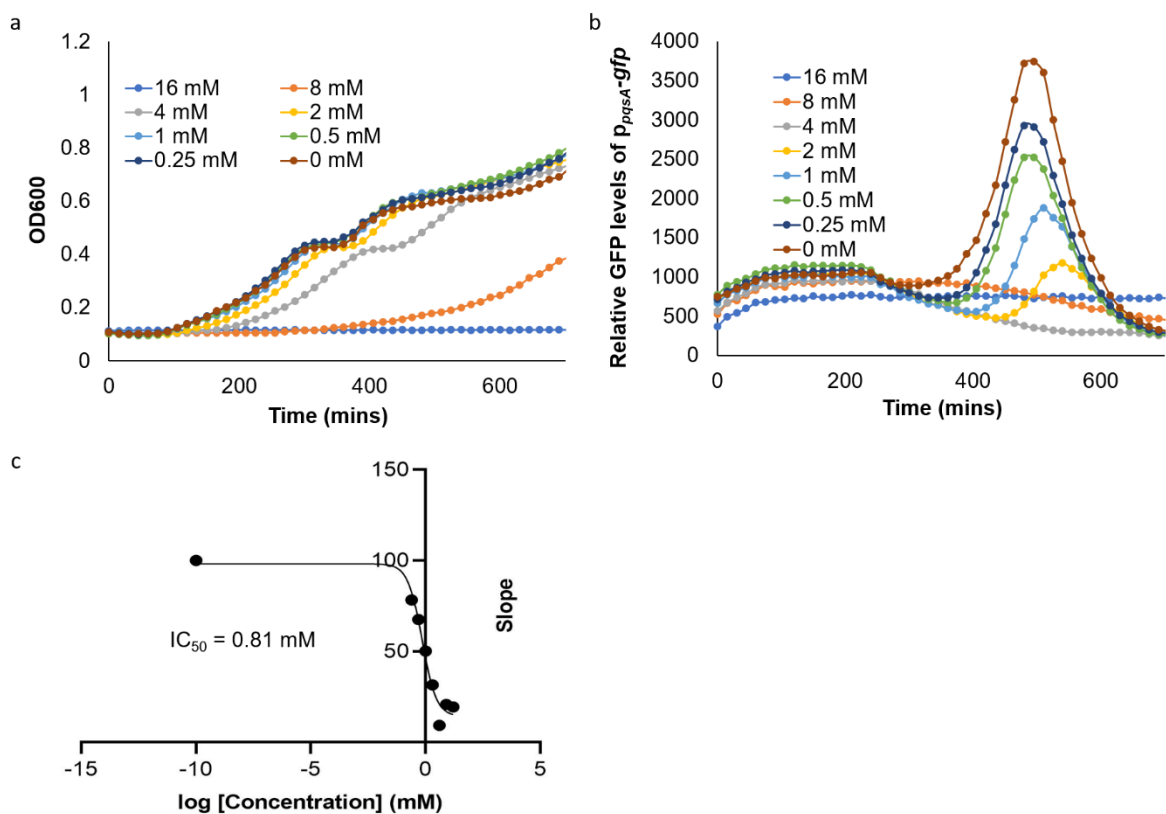 a
1.2
1
0.8
0.6
0.4
0.2
0
OD600
16 mM
8 mM
4 mM
2 mM
1 mM
0.5 mM
0.25 mM
0 mM
0
200
400
600
Time (mins)
b
4000
3500
3000
2500
2000
1500
1000
500
0
Relative GFP levels of p_pqsA-gfp
16 mM
8 mM
4 mM
2 mM
1 mM
0.5 mM
0.25 mM
0 mM
0
200
400
600
Time (mins)
c
150
100
50
Slope
IC₅₀ = 0.81 mM
-15
-10
-5
0
5
log [Concentration] (mM)